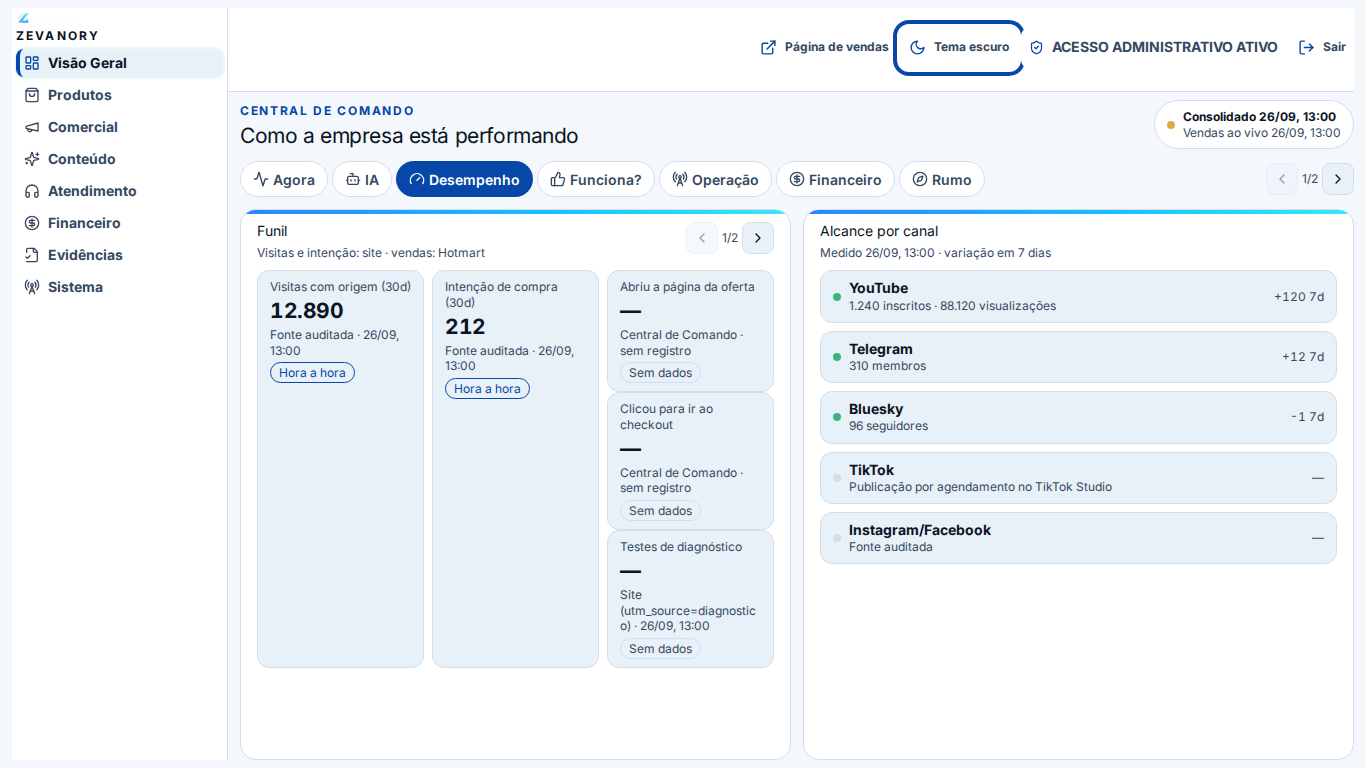 ZEVANORY
Visão Geral
Produtos
Comercial
Conteúdo
Atendimento
Financeiro
Evidências
Sistema
Página de vendas
Tema escuro
ACESSO ADMINISTRATIVO ATIVO
Sair
CENTRAL DE COMANDO
Como a empresa está performando
Consolidado 26/09, 13:00
Vendas ao vivo 26/09, 13:00
Agora
IA
Desempenho
Funciona?
Operação
Financeiro
Rumo
1/2
Funil
Visitas e intenção: site · vendas: Hotmart
1/2
Visitas com origem (30d)
12.890
Fonte auditada · 26/09,
13:00
Hora a hora
Intenção de compra
(30d)
212
Fonte auditada · 26/09,
13:00
Hora a hora
Abriu a página da oferta
—
Central de Comando ·
sem registro
Sem dados
Clicou para ir ao
checkout
—
Central de Comando ·
sem registro
Sem dados
Testes de diagnóstico
—
Site
(utm_source=diagnostic
o) · 26/09, 13:00
Sem dados
Alcance por canal
Medido 26/09, 13:00 · variação em 7 dias
YouTube
1.240 inscritos · 88.120 visualizações
+120 7d
Telegram
310 membros
+12 7d
Bluesky
96 seguidores
-1 7d
TikTok
Publicação por agendamento no TikTok Studio
—
Instagram/Facebook
Fonte auditada
—